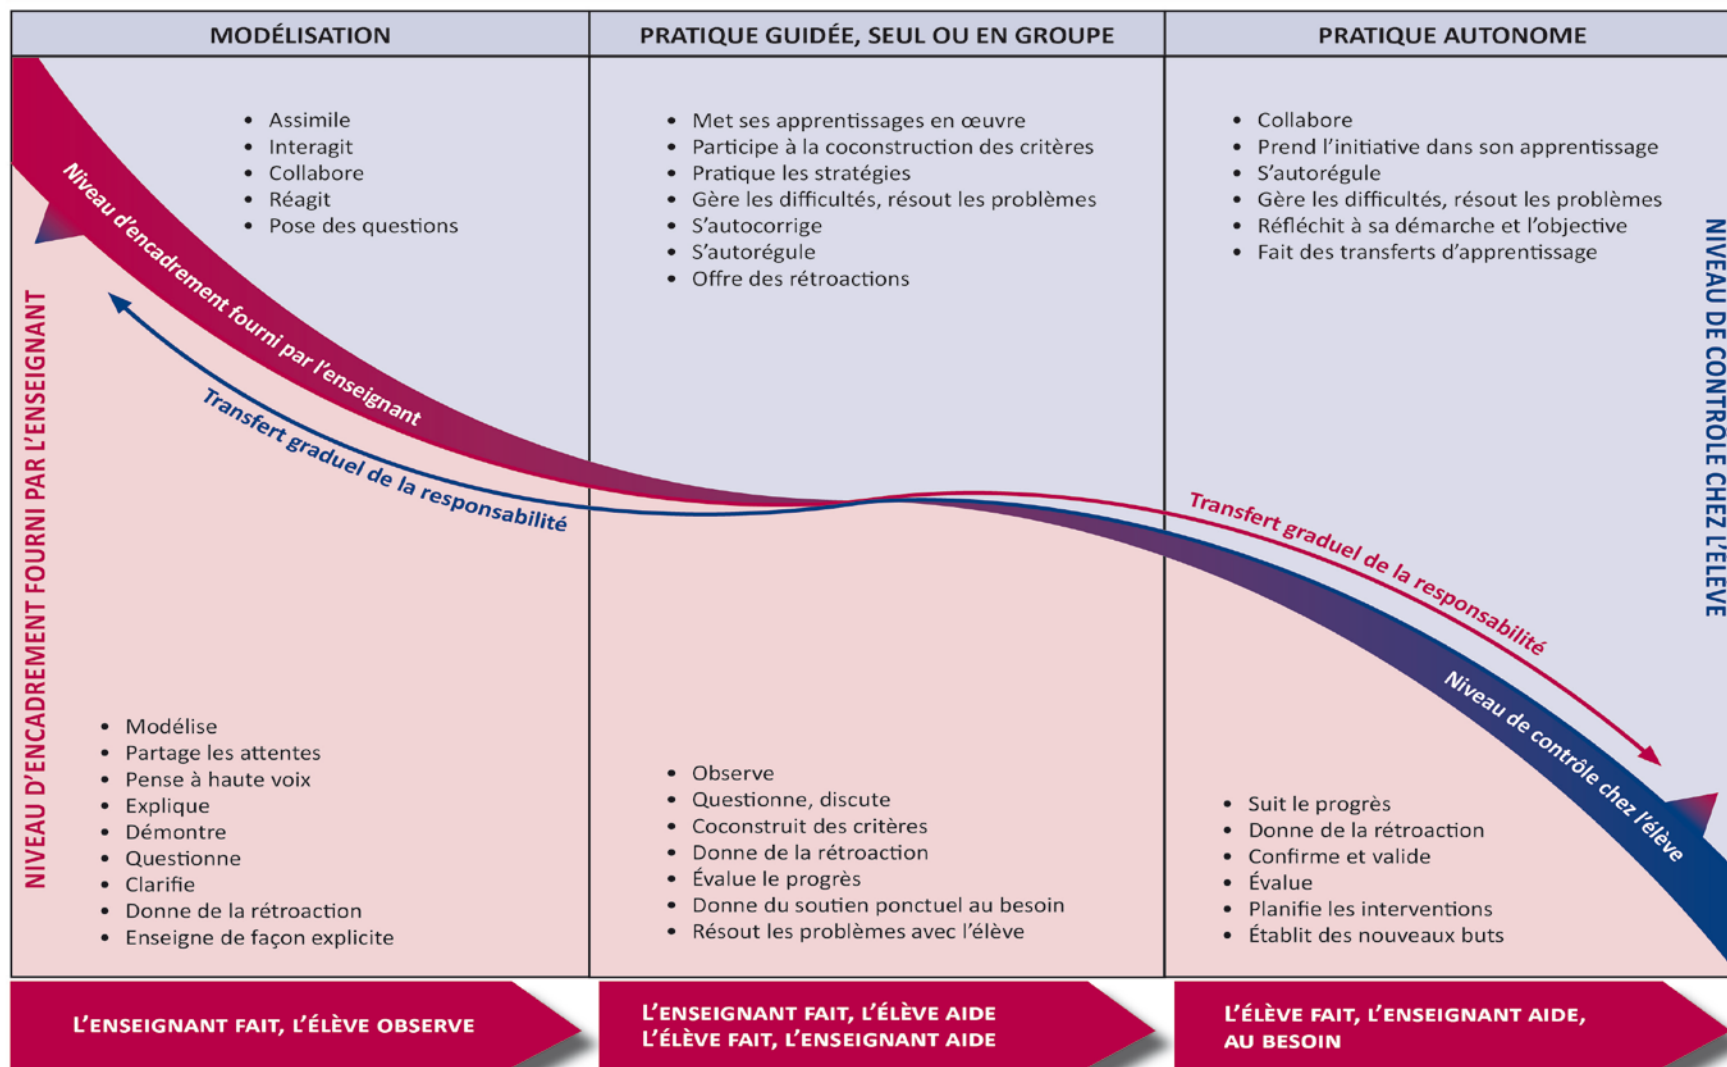 MODÉLISATION
PRATIQUE GUIDÉE, SEUL OU EN GROUPE
PRATIQUE AUTONOME
• Assimile
• Interagit
• Collabore
• Réagit
• Pose des questions
• Met ses apprentissages en œuvre
• Participe à la coconstruction des critères
• Pratique les stratégies
• Gère les difficultés, résout les problèmes
• S'autocorrige
• S'autorégule
• Offre des rétroactions
• Collabore
• Prend l'initiative dans son apprentissage
• S'autorégule
• Gère les difficultés, résout les problèmes
• Réfléchit à sa démarche et l'objective
• Fait des transferts d'apprentissage
NIVEAU D'ENCADREMENT FOURNI PAR L'ENSEIGNANT
Niveau d'encadrement fourni par l'enseignant
Transfert graduel de la responsabilité
Transfert graduel de la responsabilité
Niveau de contrôle chez l'élève
NIVEAU DE CONTRÔLE CHEZ L'ÉLÈVE
• Modélise
• Partage les attentes
• Pense à haute voix
• Explique
• Démontre
• Questionne
• Clarifie
• Donne de la rétroaction
• Enseigne de façon explicite
• Observe
• Questionne, discute
• Coconstruit des critères
• Donne de la rétroaction
• Évalue le progrès
• Donne du soutien ponctuel au besoin
• Résout les problèmes avec l'élève
• Suit le progrès
• Donne de la rétroaction
• Confirme et valide
• Évalue
• Planifie les interventions
• Établit des nouveaux buts
L'ENSEIGNANT FAIT, L'ÉLÈVE OBSERVE
L'ENSEIGNANT FAIT, L'ÉLÈVE AIDE
L'ÉLÈVE FAIT, L'ENSEIGNANT AIDE
L'ÉLÈVE FAIT, L'ENSEIGNANT AIDE,
AU BESOIN